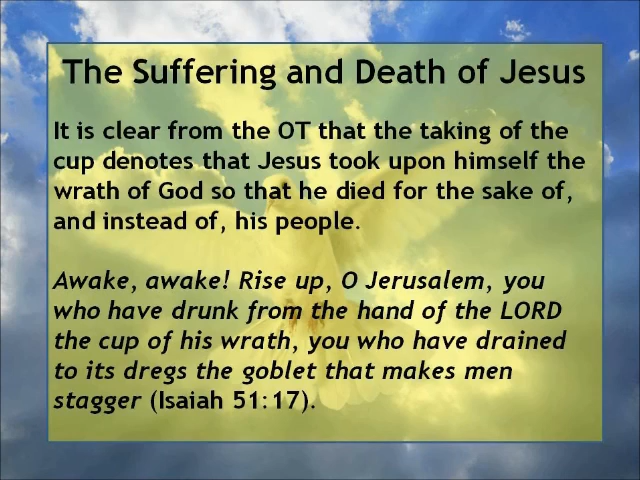 The Suffering and Death of Jesus
It is clear from the OT that the taking of the
cup denotes that Jesus took upon himself the
wrath of God so that he died for the sake of,
and instead of, his people.
Awake, awake! Rise up, O Jerusalem, you
who have drunk from the hand of the LORD
the cup of his wrath, you who have drained
to its dregs the goblet that makes men
stagger (Isaiah 51:17).